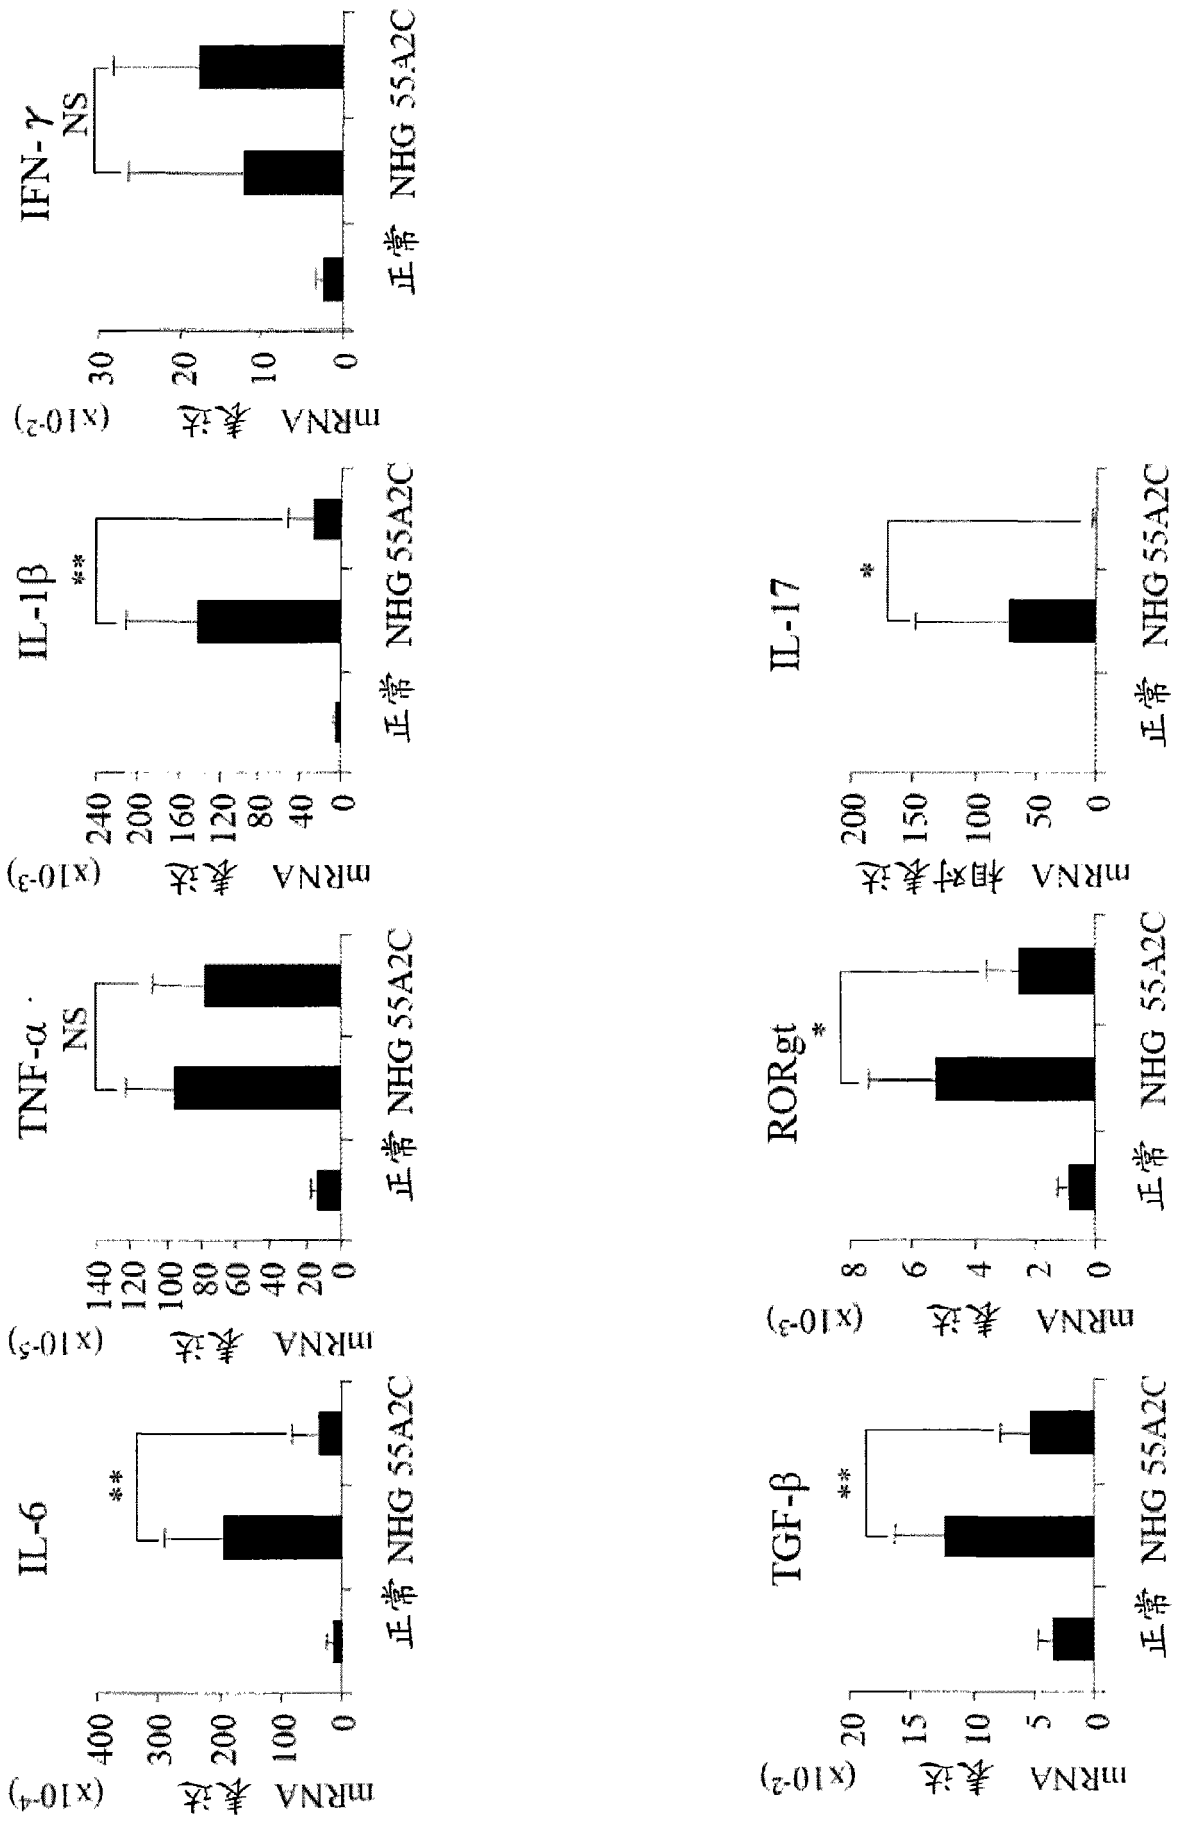 IL-6
(x10-4)
mRNA 表达
400
300
200
100
0
**
正常 NHG 55A2C
TNF-α
(x10-5)
mRNA 表达
140
120
100
80
60
40
20
0
NS
正常 NHG 55A2C
IL-1β
(x10-3)
mRNA 表达
240
200
160
120
80
40
0
**
正常 NHG 55A2C
IFN-γ
(x10-2)
mRNA 表达
30
20
10
0
NS
正常 NHG 55A2C
TGF-β
(x10-2)
mRNA 表达
20
15
10
5
0
**
正常 NHG 55A2C
RORgt
(x10-3)
mRNA 表达
8
6
4
2
0
*
正常 NHG 55A2C
IL-17
mRNA 相对表达
200
150
100
50
0
*
正常 NHG 55A2C